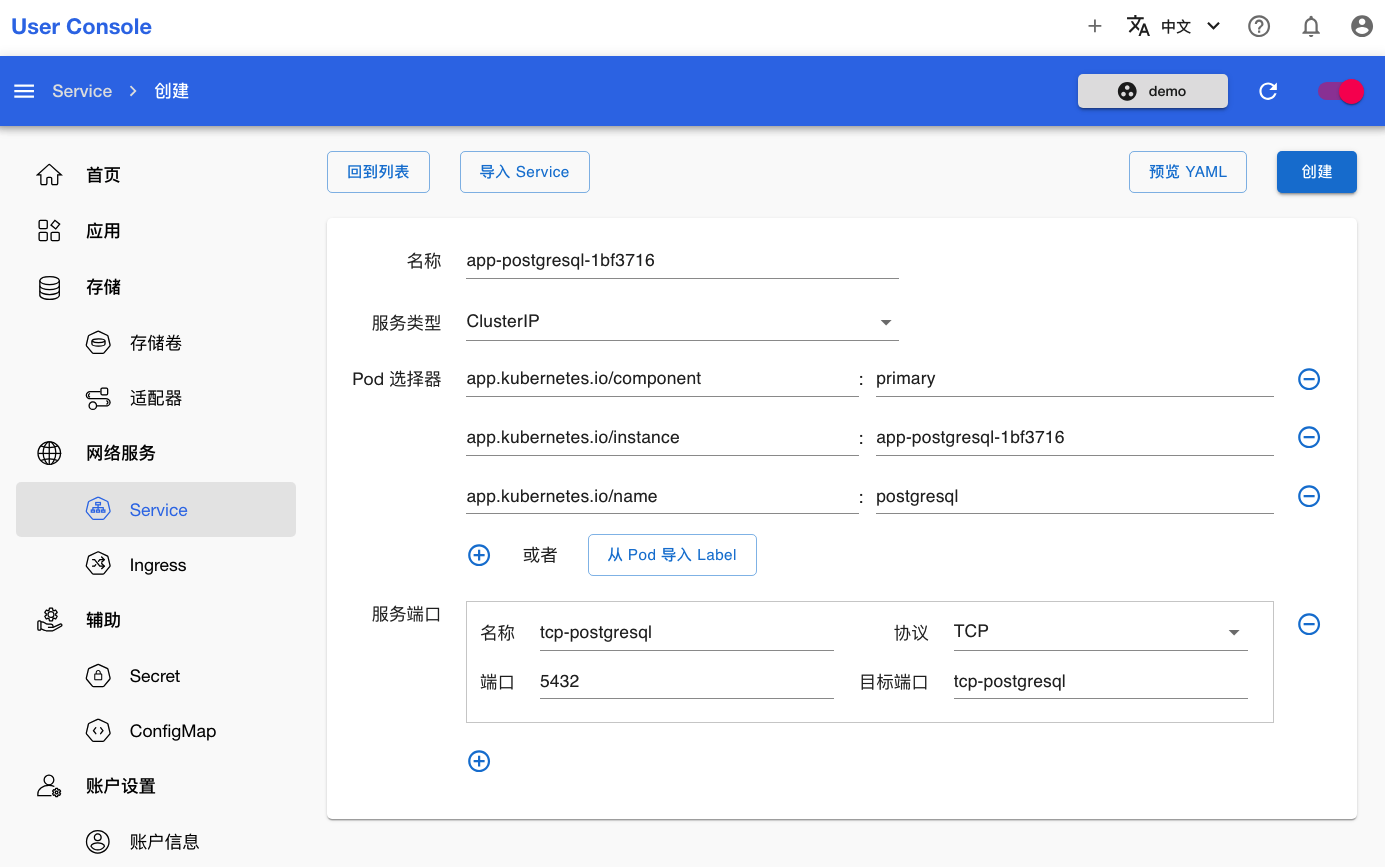 User Console
中文
Service
创建
demo
首页
应用
存储
存储卷
适配器
网络服务
Service
Ingress
辅助
Secret
ConfigMap
账户设置
账户信息
回到列表
导入 Service
预览 YAML
创建
名称 app-postgresql-1bf3716
服务类型 ClusterIP
Pod 选择器 app.kubernetes.io/component : primary
app.kubernetes.io/instance : app-postgresql-1bf3716
app.kubernetes.io/name : postgresql
或者 从 Pod 导入 Label
服务端口
名称 tcp-postgresql 协议 TCP
端口 5432 目标端口 tcp-postgresql